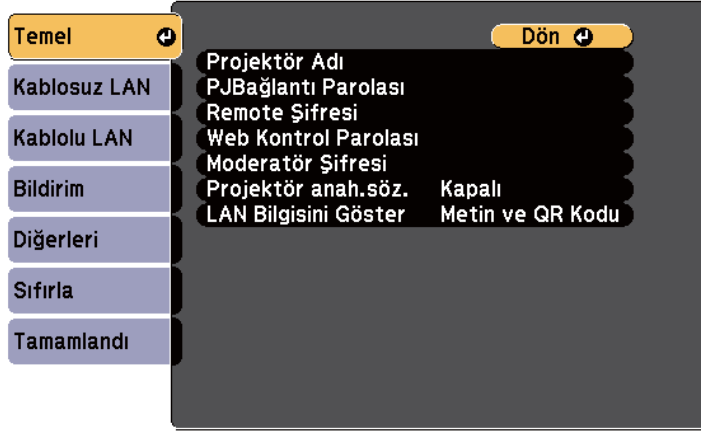 Temel
Kablosuz LAN
Kablolu LAN
Bildirim
Diğerleri
Sıfırla
Tamamlandı
Dön
Projektör Adı
PJBağlantı Parolası
Remote Şifresi
Web Kontrol Parolası
Moderatör Şifresi
Projektör anah.söz. Kapalı
LAN Bilgisini Göster Metin ve QR Kodu